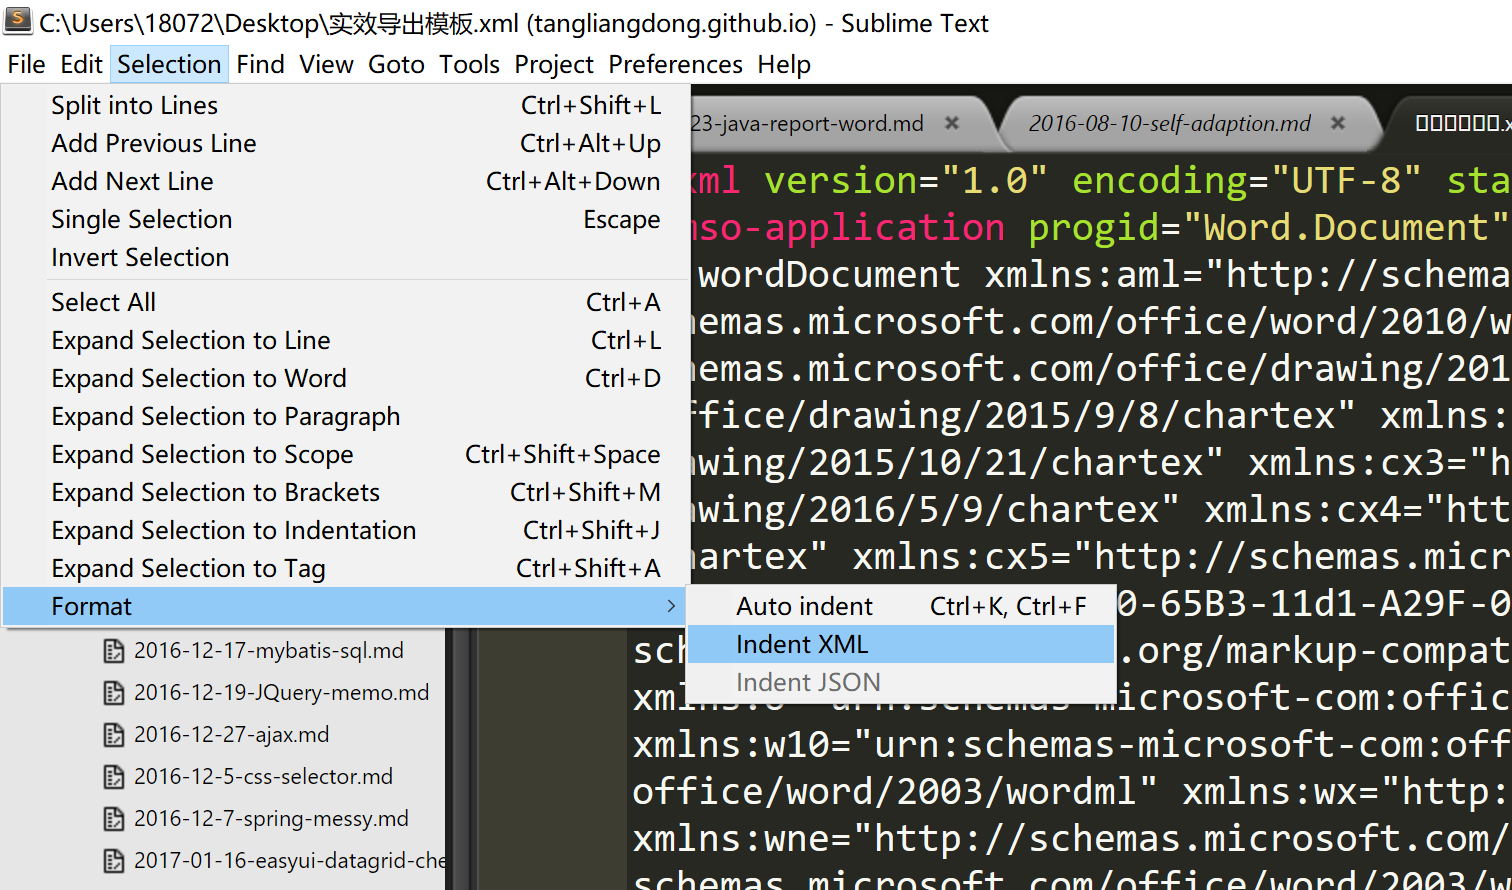 C:\Users\18072\Desktop\实效导出模板.xml (tangliangdong.github.io) - Sublime Text
File Edit Selection Find View Goto Tools Project Preferences Help
Split into Lines Ctrl+Shift+L
Add Previous Line Ctrl+Alt+Up
Add Next Line Ctrl+Alt+Down
Single Selection Escape
Invert Selection
Select All Ctrl+A
Expand Selection to Line Ctrl+L
Expand Selection to Word Ctrl+D
Expand Selection to Paragraph
Expand Selection to Scope Ctrl+Shift+Space
Expand Selection to Brackets Ctrl+Shift+M
Expand Selection to Indentation Ctrl+Shift+J
Expand Selection to Tag Ctrl+Shift+A
Format
Auto indent Ctrl+K, Ctrl+F
Indent XML
Indent JSON
2016-12-17-mybatis-sql.md
2016-12-19-JQuery-memo.md
2016-12-27-ajax.md
2016-12-5-css-selector.md
2016-12-7-spring-messy.md
2017-01-16-easyui-datagrid-che
23-java-report-word.md 2016-08-10-self-adaption.md
xml version="1.0" encoding="UTF-8" sta
mso-application progid="Word.Document"
wordDocument xmlns:aml="http://schema
hemas.microsoft.com/office/word/2010/w
hemas.microsoft.com/office/drawing/201
ffice/drawing/2015/9/8/chartex" xmlns:
awing/2015/10/21/chartex" xmlns:cx3="h
awing/2016/5/9/chartex" xmlns:cx4="htt
hartex" xmlns:cx5="http://schemas.micr
0-65B3-11d1-A29F-0
sch .org/markup-compat
xmlns:o="urn:schemas-microsoft-com:offic
xmlns:w10="urn:schemas-microsoft-com:off
office/word/2003/wordml" xmlns:wx="http:
xmlns:wne="http://schemas.microsoft.com/
schemas.microsoft.com/office/word/2003/w